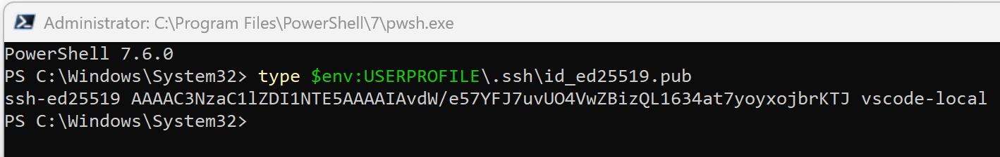 Administrator: C:\Program Files\PowerShell\7\pwsh.exe
PowerShell 7.6.0
PS C:\Windows\System32> type $env:USERPROFILE\.ssh\id_ed25519.pub
ssh-ed25519 AAAAC3NzaC1lZDI1NTE5AAAAIAvdW/e57YFJ7uvUO4VwZBizQL1634at7yoyxojbrKTJ vscode-local
PS C:\Windows\System32>